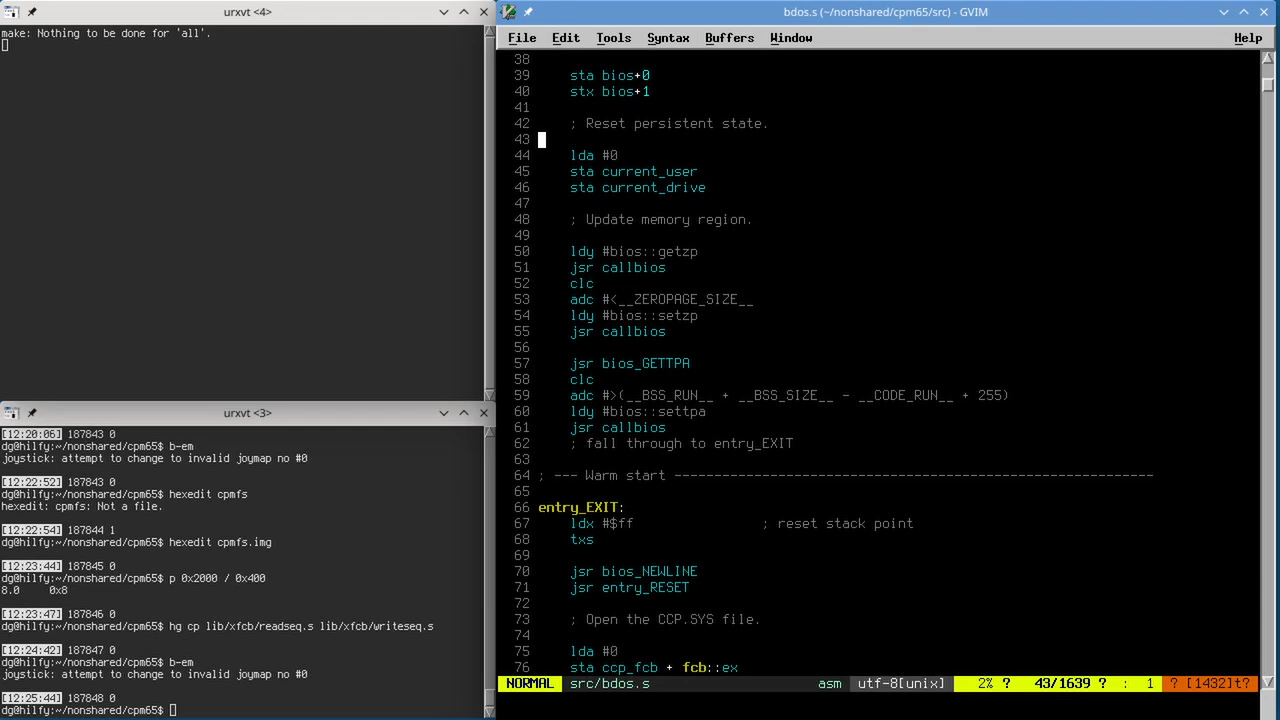 urxvt <4>
make: Nothing to be done for 'all'.
urxvt <3>
[12:20:06] 187843 0
dg@hilfy:~/nonshared/cpm65$ b-em
joystick: attempt to change to invalid joymap no #0
[12:22:52] 187843 0
dg@hilfy:~/nonshared/cpm65$ hexedit cpmfs
hexedit: cpmfs: Not a file.
[12:22:54] 187844 1
dg@hilfy:~/nonshared/cpm65$ hexedit cpmfs.img
[12:23:44] 187845 0
dg@hilfy:~/nonshared/cpm65$ p 0x2000 / 0x400
8.0     0x8
[12:23:47] 187846 0
dg@hilfy:~/nonshared/cpm65$ hg cp lib/xfcb/readseq.s lib/xfcb/writeseq.s
[12:24:42] 187847 0
dg@hilfy:~/nonshared/cpm65$ b-em
joystick: attempt to change to invalid joymap no #0
[12:25:44] 187848 0
dg@hilfy:~/nonshared/cpm65$
bdos.s (~/nonshared/cpm65/src) - GVIM
File Edit Tools Syntax Buffers Window Help
38
39     sta bios+0
40     stx bios+1
41
42     ; Reset persistent state.
43
44     lda #0
45     sta current_user
46     sta current_drive
47
48     ; Update memory region.
49
50     ldy #bios::getzp
51     jsr callbios
52     clc
53     adc #<__ZEROPAGE_SIZE__
54     ldy #bios::setzp
55     jsr callbios
56
57     jsr bios_GETTPA
58     clc
59     adc #>(__BSS_RUN__ + __BSS_SIZE__ - __CODE_RUN__ + 255)
60     ldy #bios::settpa
61     jsr callbios
62     ; fall through to entry_EXIT
63
64 ; --- Warm start ------------------------------------------------------------
65
66 entry_EXIT:
67     ldx #$ff                ; reset stack point
68     txs
69
70     jsr bios_NEWLINE
71     jsr entry_RESET
72
73     ; Open the CCP.SYS file.
74
75     lda #0
76     sta ccp_fcb + fcb::ex
NORMAL src/bdos.s asm utf-8[unix] 2% ? 43/1639 ? : 1 ? [1432]t?